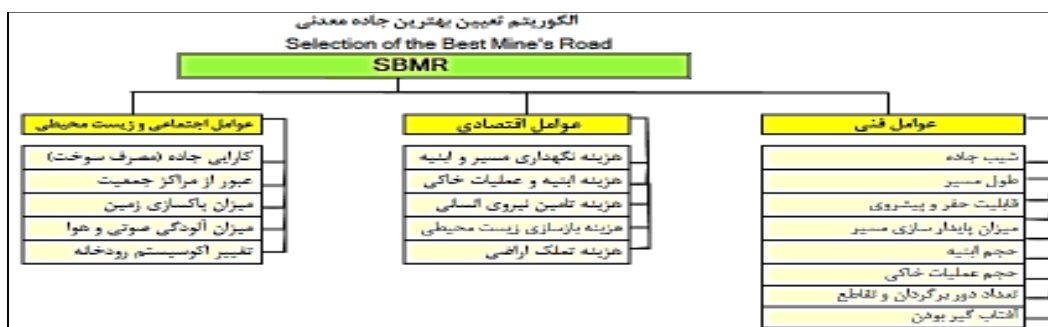 الگوریتم تعیین بهترین جاده معدنی
Selection of the Best Mine's Road
SBMR
عوامل فنی
شیب جاده
طول مسیر
قابلیت حفر و پیشروی
میزان پایدار سازی مسیر
حجم ابنیه
حجم عملیات خاکی
تعداد دور برگردان و تقاطع
آفتاب گیر بودن
عوامل اقتصادی
هزینه نگهداری مسیر و ابنیه
هزینه ابنیه و عملیات خاکی
هزینه تامین نیروی انسانی
هزینه بازسازی زیست محیطی
هزینه تملک اراضی
عوامل اجتماعی و زیست محیطی
کارایی جاده (مصرف سوخت)
عبور از مراکز جمعیت
میزان پاکسازی زمین
میزان آلودگی صوتی و هوا
تغییر اکوسیستم رودخانه